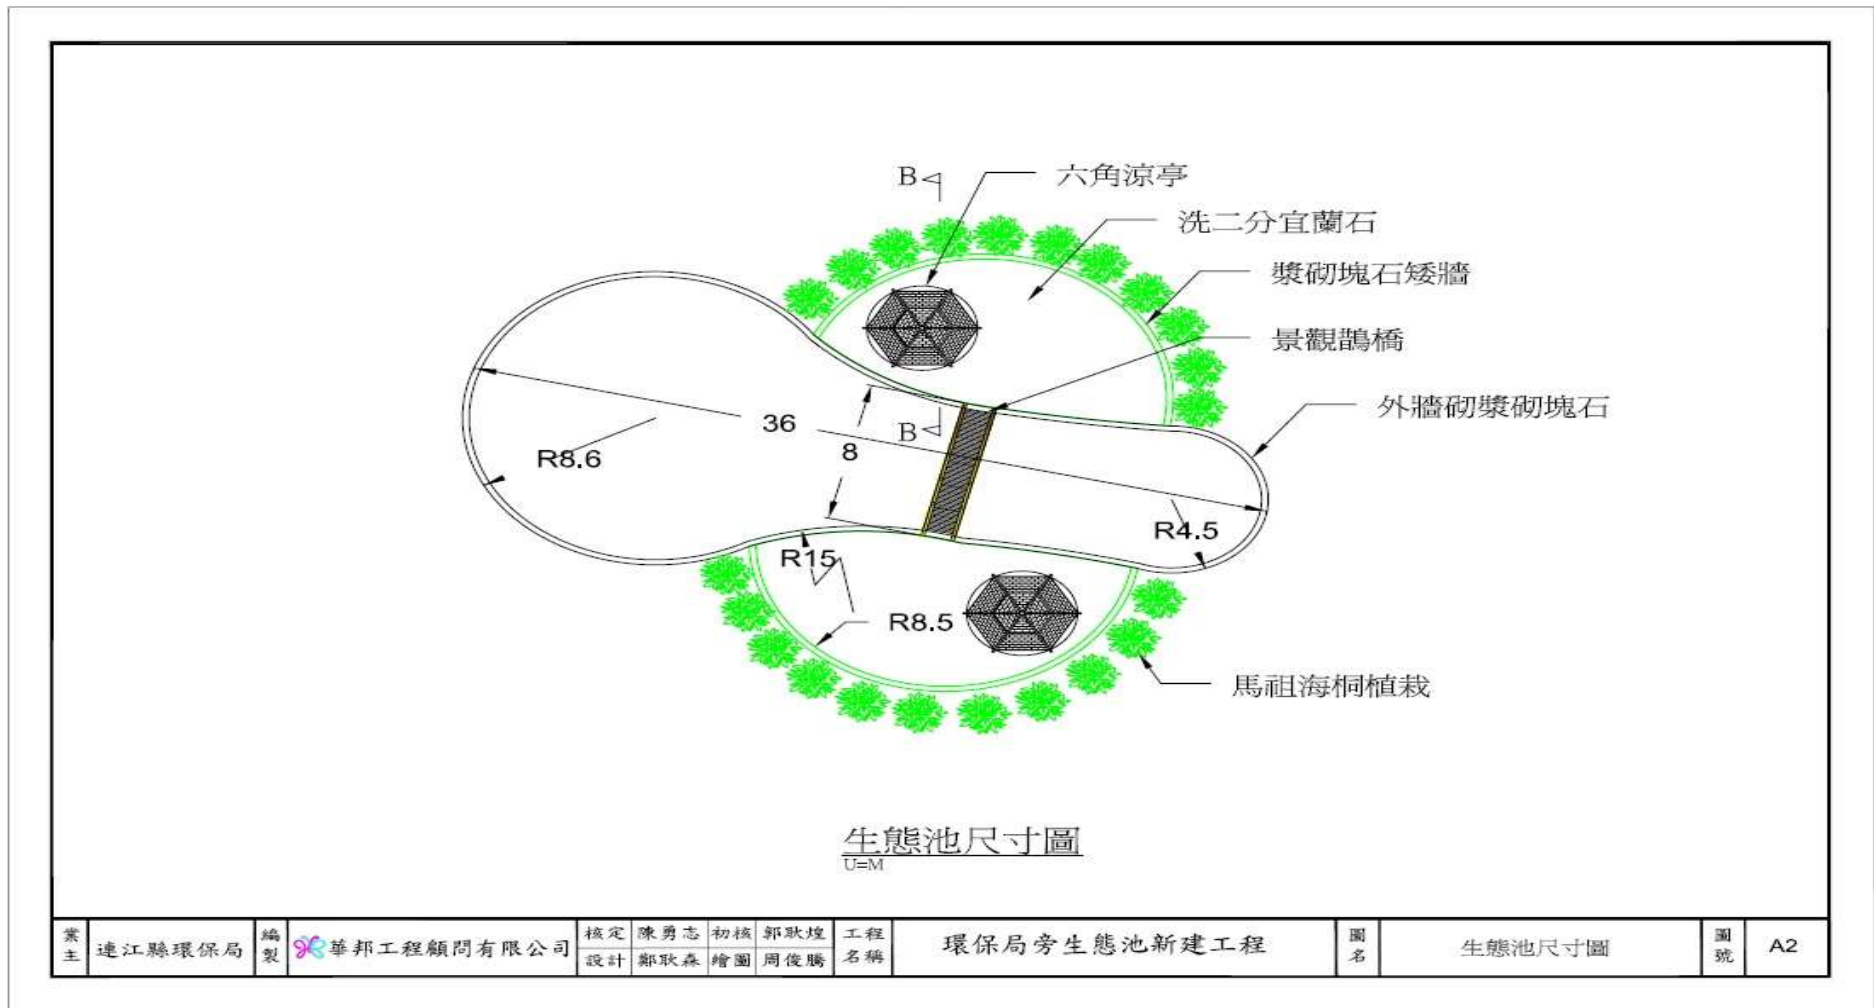 B
六角涼亭
洗二分宜蘭石
漿砌塊石矮牆
景觀鵲橋
外牆砌漿砌塊石
36
B
8
R8.6
R4.5
R15
R8.5
馬祖海桐植栽
生態池尺寸圖
U=M
業主
連江縣環保局
編製
華邦工程顧問有限公司
核定 陳勇志 初核 郭耿煌
設計 鄭耿森 繪圖 周俊騰
工程名稱
環保局旁生態池新建工程
圖名
生態池尺寸圖
圖號
A2